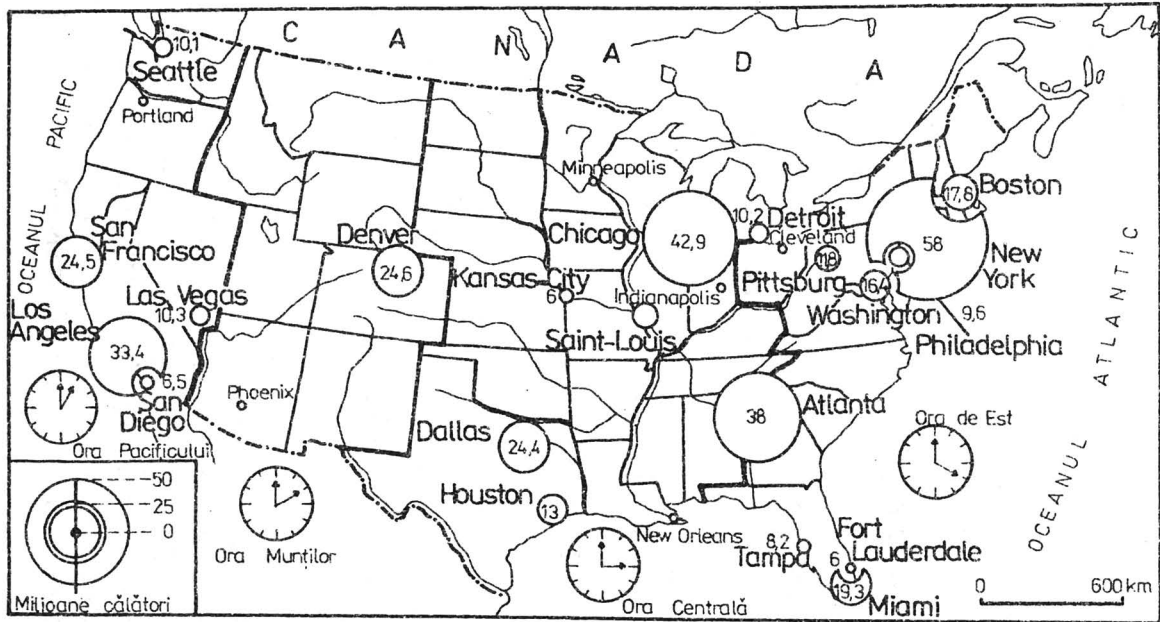 C A N A D A
10,1
Seattle
Portland
OCEANUL PACIFIC
Minneapolis
Boston
17,8
San
Francisco
24,5
Denver
24,6
Chicago
42,9
10,2
Detroit
Cleveland
58
New
York
11,8
Pittsburg
16,4
Washington
9,6
Philadelphia
Kansas City
6
Indianapolis
Saint-Louis
Las Vegas
10,3
Los
Angeles
33,4
6,5
San
Diego
Phoenix
Ora Pacificului
Dallas
24,4
Atlanta
38
Ora de Est
OCEANUL ATLANTIC
Houston
13
New Orleans
8,2
Tampa
Fort
Lauderdale
6
19,3
Miami
Ora Munților
Ora Centrală
50
25
0
Milioane călători
0 600 km